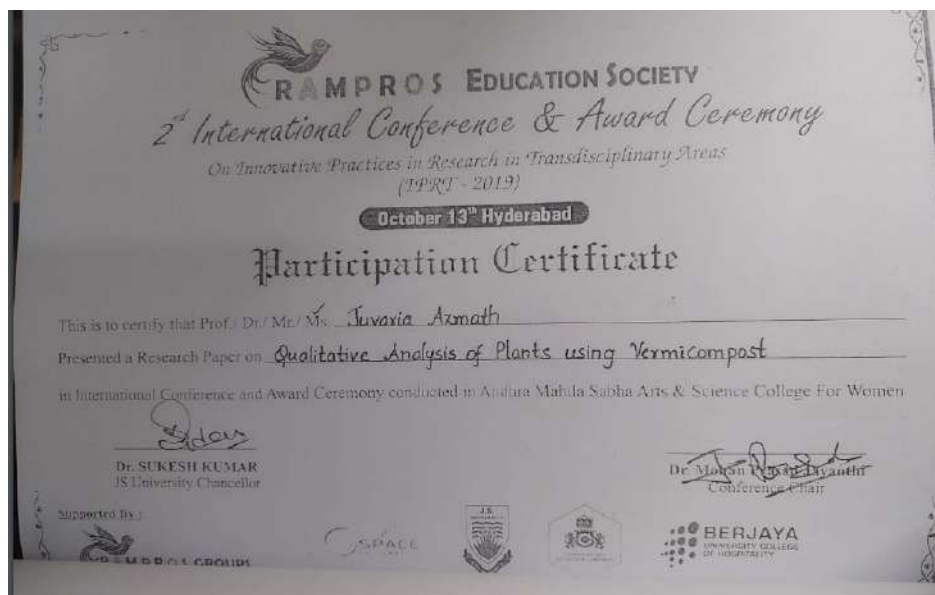 RAMPROS EDUCATION SOCIETY
2nd International Conference & Award Ceremony
On Innovative Practices in Research in Transdisciplinary Areas
(IPRT - 2019)
October 13th Hyderabad
Participation Certificate
This is to certify that Prof./ Dr./ Mr./ Ms. Juvaria Azmath
Presented a Research Paper on Qualitative Analysis of Plants using Vermicompost
in International Conference and Award Ceremony conducted in Andhra Mahila Sabha Arts & Science College For Women
Dr. SUKESH KUMAR
JS University Chancellor
Dr. Mohan Prasad Jayanthi
Conference Chair
Supported By :
RAMPROS GROUPS
SPACE
J.S.
BERJAYA
UNIVERSITY COLLEGE
OF HOSPITALITY